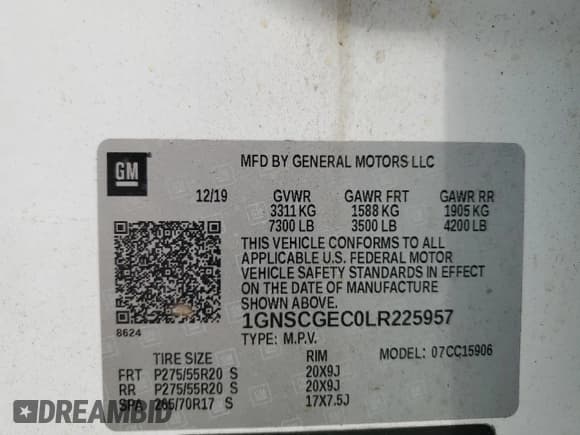 GM
MFD BY GENERAL MOTORS LLC
12/19 GVWR GAWR FRT GAWR RR
3311 KG 1588 KG 1905 KG
7300 LB 3500 LB 4200 LB
THIS VEHICLE CONFORMS TO ALL
APPLICABLE U.S. FEDERAL MOTOR
VEHICLE SAFETY STANDARDS IN EFFECT
ON THE DATE OF MANUFACTURE
SHOWN ABOVE.
8624
1GNSCGEC0LR225957
TYPE: M.P.V. MODEL: 07CC15906
TIRE SIZE RIM
FRT P275/55R20 S 20X9J
RR P275/55R20 S 20X9J
SPA 265/70R17 S 17X7.5J
DREAMBID